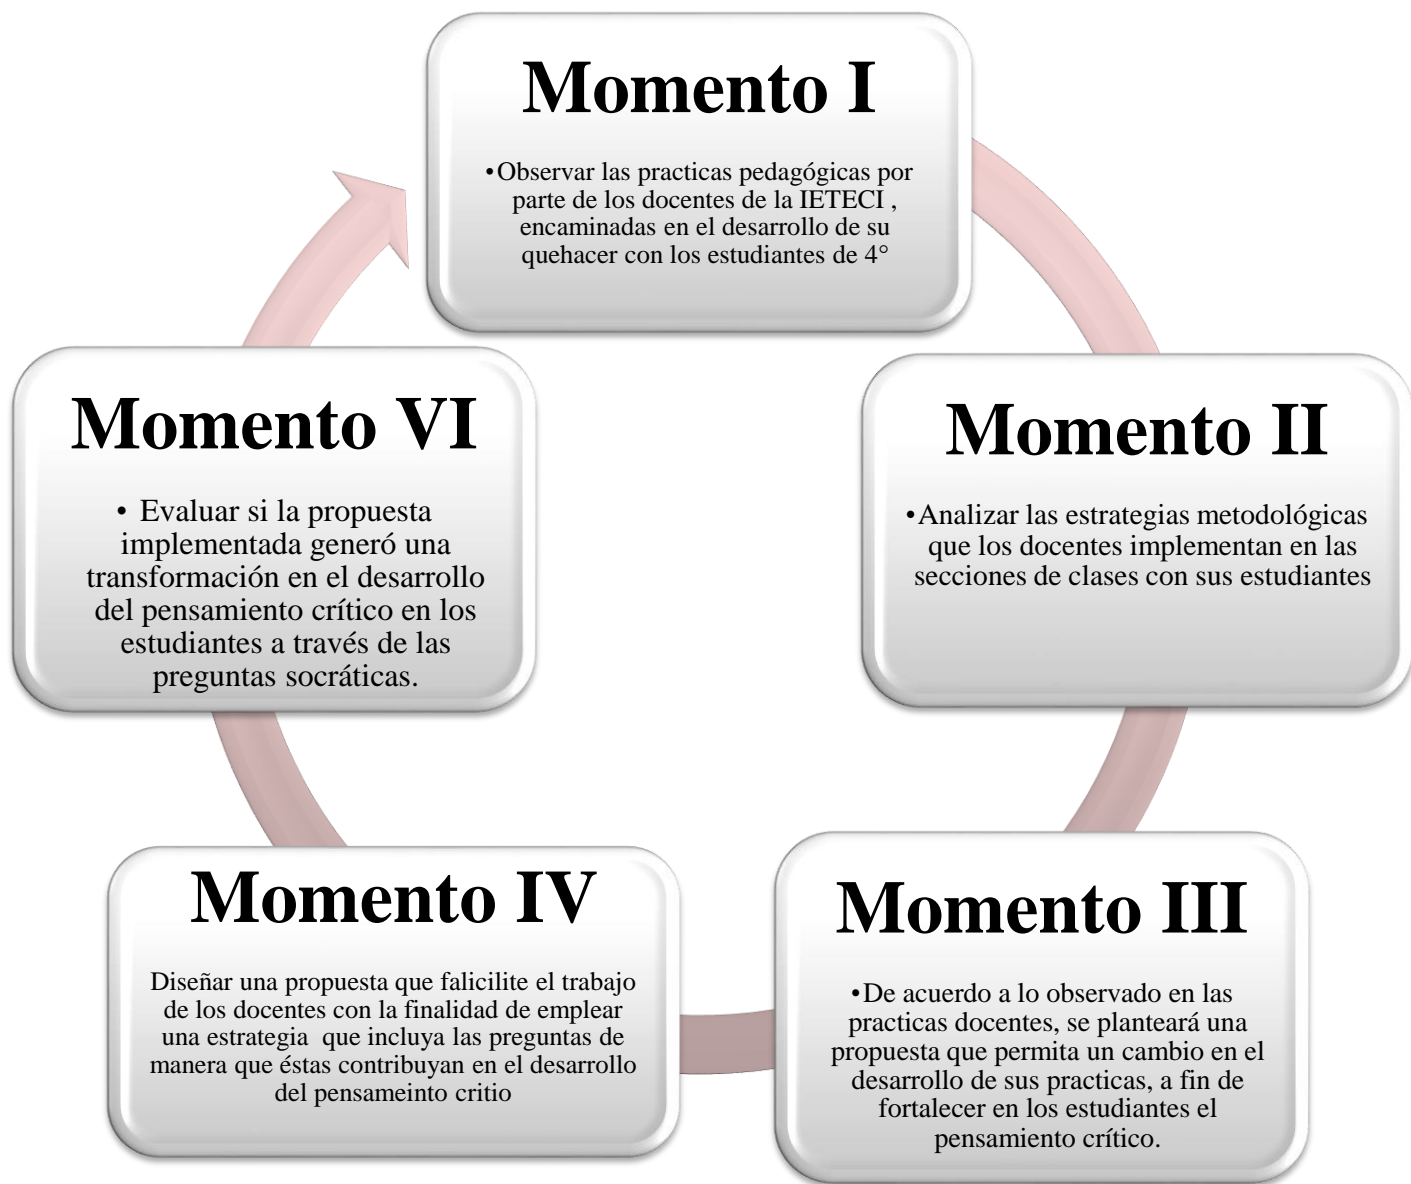 Momento I
•Observar las practicas pedagógicas por
parte de los docentes de la IETECI ,
encaminadas en el desarrollo de su
quehacer con los estudiantes de 4°
Momento II
•Analizar las estrategias metodológicas
que los docentes implementan en las
secciones de clases con sus estudiantes
Momento III
•De acuerdo a lo observado en las
practicas docentes, se planteará una
propuesta que permita un cambio en el
desarrollo de sus practicas, a fin de
fortalecer en los estudiantes el
pensamiento crítico.
Momento IV
Diseñar una propuesta que falicilite el trabajo
de los docentes con la finalidad de emplear
una estrategia que incluya las preguntas de
manera que éstas contribuyan en el desarrollo
del pensameinto critio
Momento VI
• Evaluar si la propuesta
implementada generó una
transformación en el desarrollo
del pensamiento crítico en los
estudiantes a través de las
preguntas socráticas.